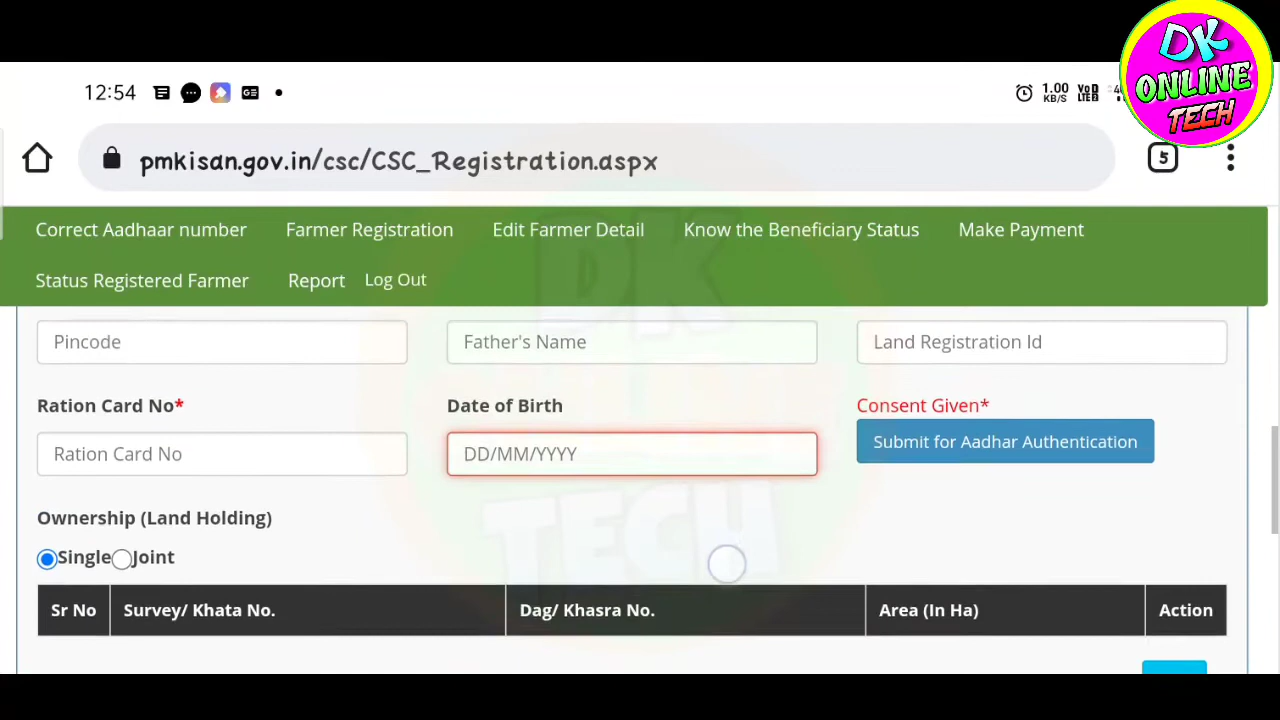 DK
ONLINE
TECH
12:54
1.00 KB/S
pmkisan.gov.in/csc/CSC_Registration.aspx
5
Correct Aadhaar number Farmer Registration Edit Farmer Detail Know the Beneficiary Status Make Payment
Status Registered Farmer Report Log Out
Pincode Father's Name Land Registration Id
Ration Card No* Date of Birth Consent Given*
Ration Card No DD/MM/YYYY Submit for Aadhar Authentication
Ownership (Land Holding)
Single Joint
Sr No Survey/ Khata No. Dag/ Khasra No. Area (In Ha) Action
DK
TECH